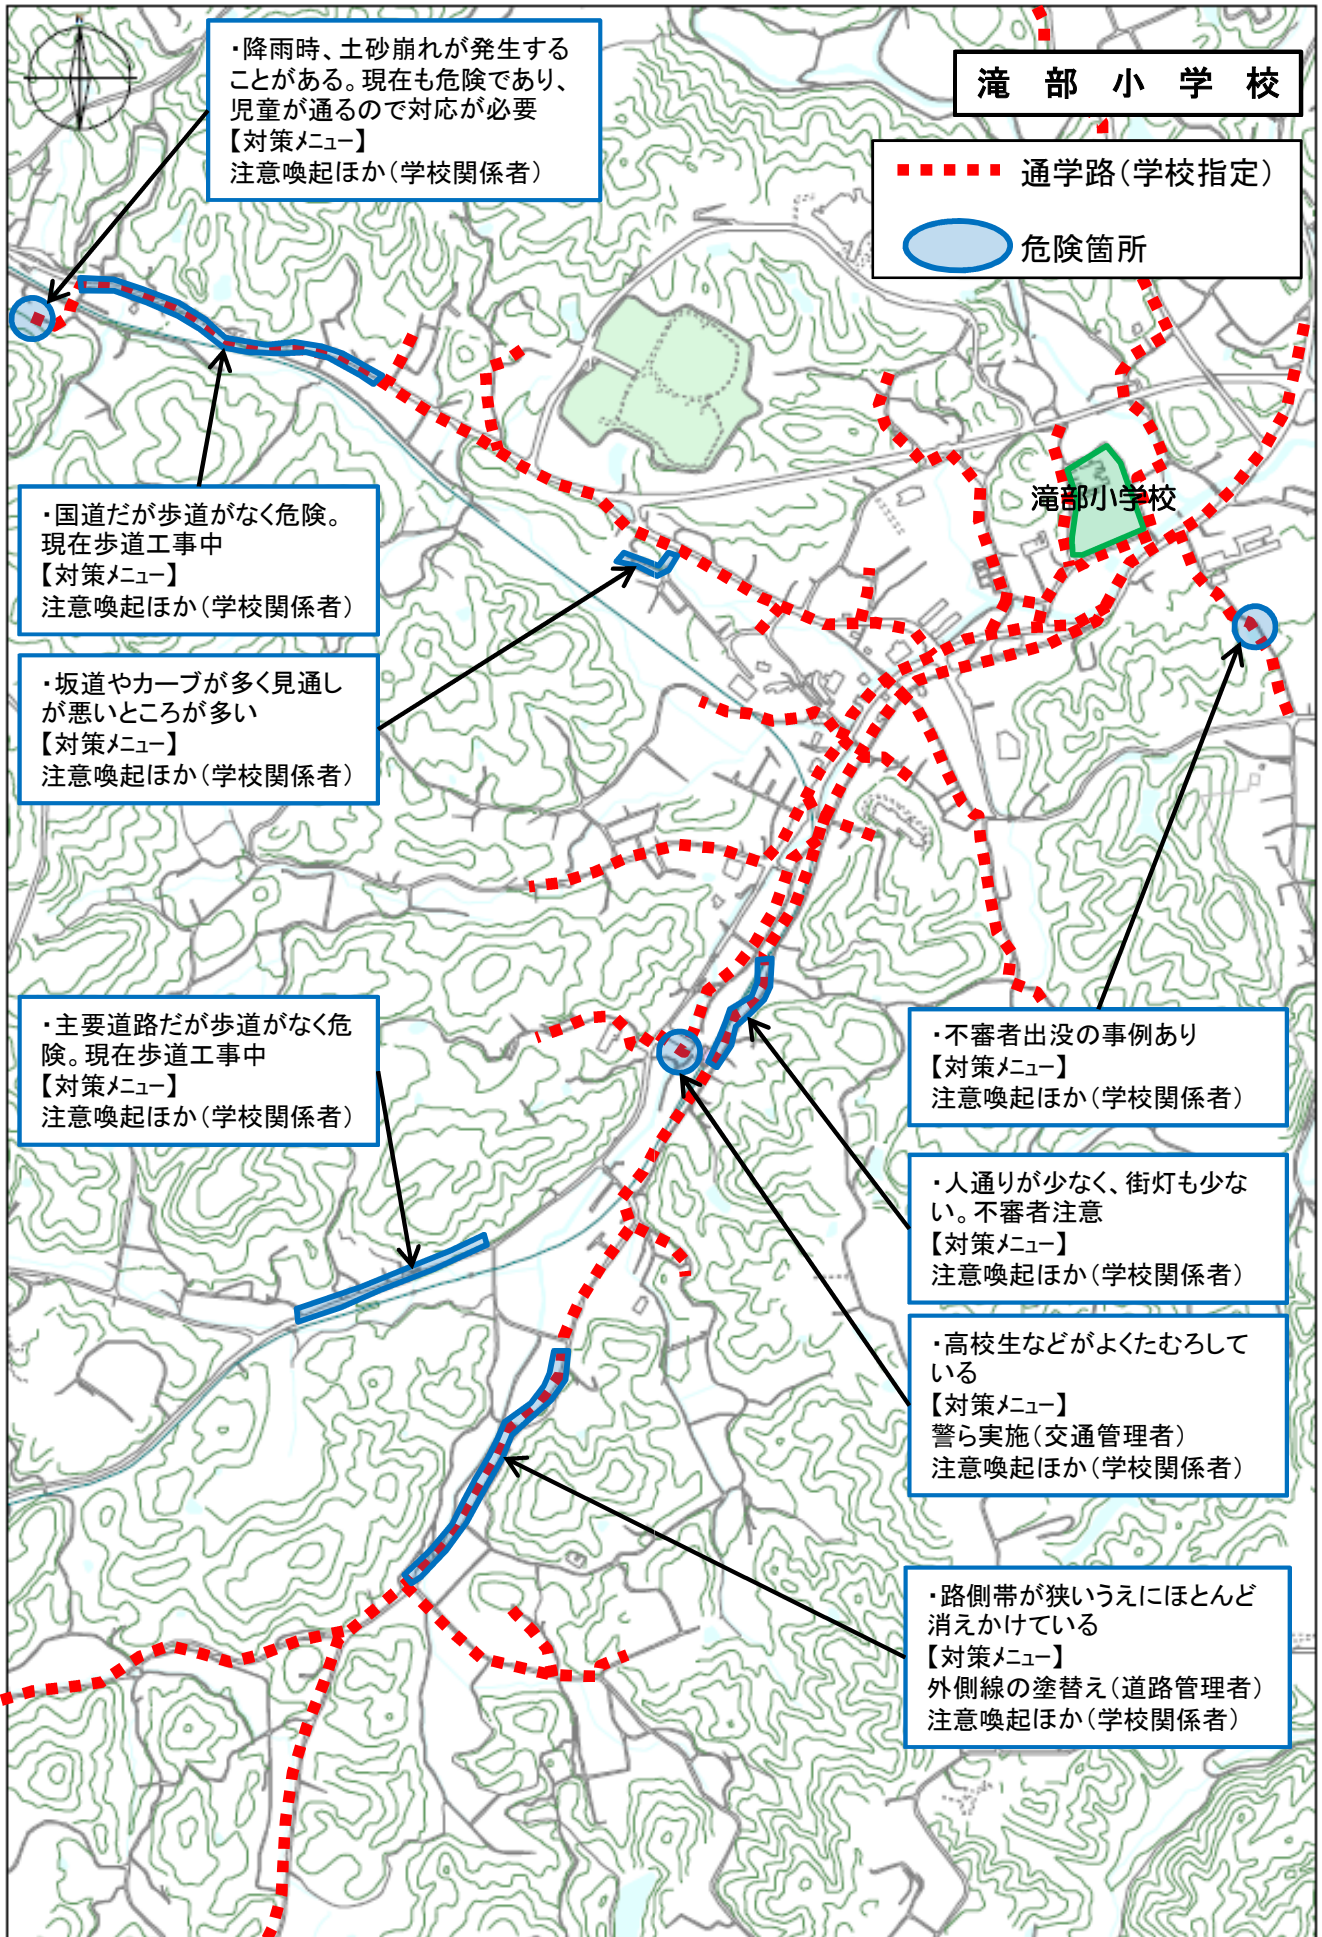 ・降雨時、土砂崩れが発生する
ことがある。現在も危険であり、
児童が通るので対応が必要
【対策メニュー】
注意喚起ほか(学校関係者)
滝部小学校
通学路(学校指定)
危険箇所
・国道だが歩道がなく危険。
現在歩道工事中
【対策メニュー】
注意喚起ほか(学校関係者)
滝部小学校
・坂道やカーブが多く見通し
が悪いところが多い
【対策メニュー】
注意喚起ほか(学校関係者)
・主要道路だが歩道がなく危
険。現在歩道工事中
【対策メニュー】
注意喚起ほか(学校関係者)
・不審者出没の事例あり
【対策メニュー】
注意喚起ほか(学校関係者)
・人通りが少なく、街灯も少な
い。不審者注意
【対策メニュー】
注意喚起ほか(学校関係者)
・高校生などがよくたむろして
いる
【対策メニュー】
警ら実施(交通管理者)
注意喚起ほか(学校関係者)
・路側帯が狭いうえにほとんど
消えかけている
【対策メニュー】
外側線の塗替え(道路管理者)
注意喚起ほか(学校関係者)